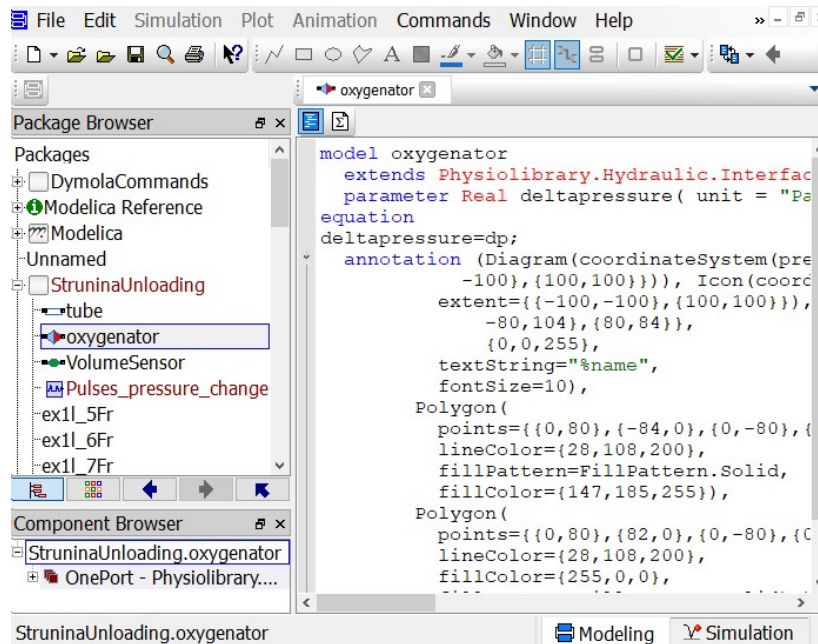 File Edit Simulation Plot Animation Commands Window Help »
A
oxygenator
Package Browser
Packages
DymolaCommands
Modelica Reference
Modelica
Unnamed
StruninaUnloading
tube
oxygenator
VolumeSensor
Pulses_pressure_change
ex1l_5Fr
ex1l_6Fr
ex1l_7Fr
Component Browser
StruninaUnloading.oxygenator
OnePort - Physiolibrary....
model oxygenator
extends Physiolibrary.Hydraulic.Interfac
parameter Real deltapressure( unit = "Pa
equation
deltapressure=dp;
annotation (Diagram(coordinateSystem(pre
-100},{100,100}})), Icon(coord
extent={{-100,-100},{100,100}}),
-80,104},{80,84}},
{0,0,255},
textString="%name",
fontSize=10),
Polygon(
points={{0,80},{-84,0},{0,-80},{
lineColor={28,108,200},
fillPattern=FillPattern.Solid,
fillColor={147,185,255}),
Polygon(
points={{0,80},{82,0},{0,-80},{0
lineColor={28,108,200},
fillColor={255,0,0},
StruninaUnloading.oxygenator
Modeling Simulation